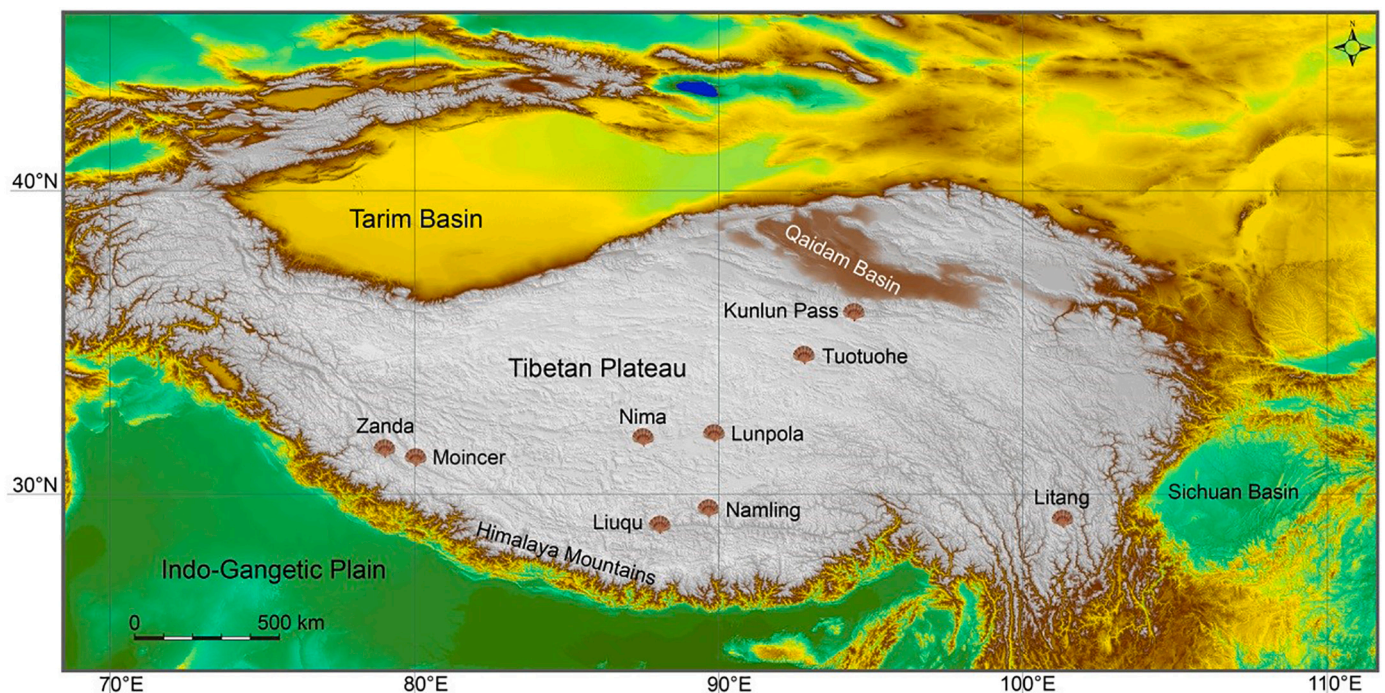 N
40°N
Tarim Basin
Qaidam Basin
Kunlun Pass
Tibetan Plateau
Tuotuohe
Nima
Zanda
Lunpola
Moincer
30°N
Litang
Sichuan Basin
Namling
Liuqu
Himalaya Mountains
Indo-Gangetic Plain
0 500 km
70°E 80°E 90°E 100°E 110°E